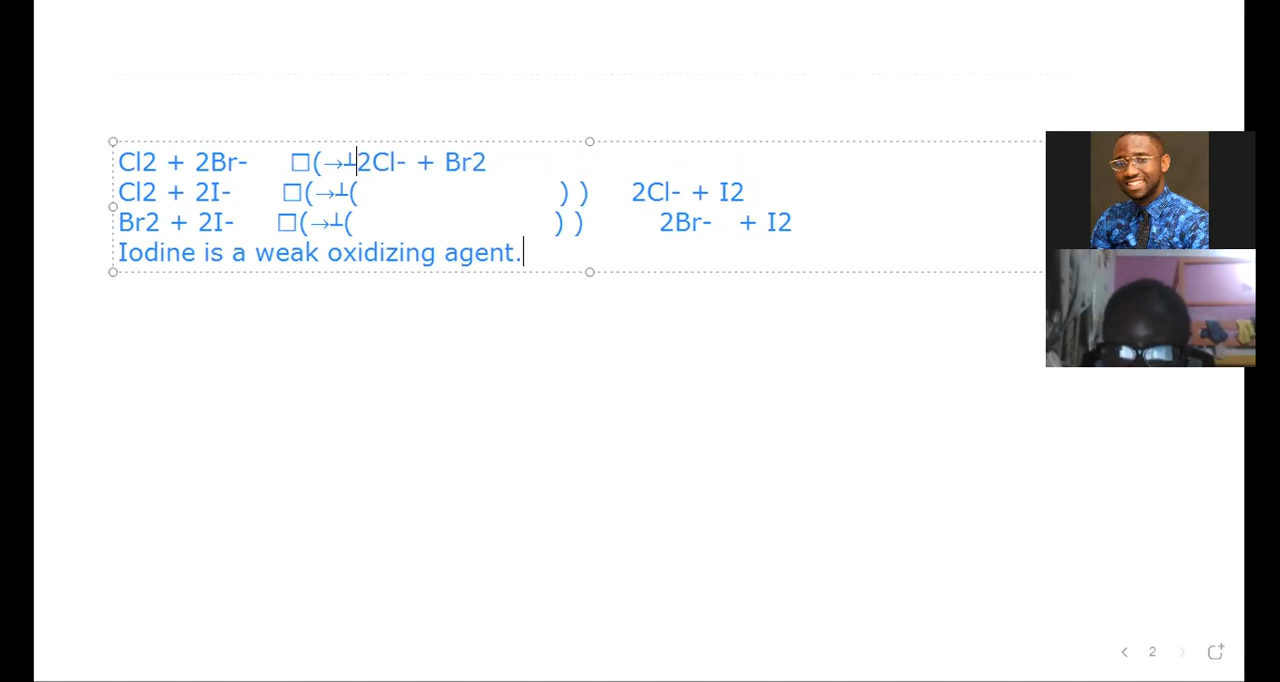 Cl2 + 2Br- □(→┴2Cl- + Br2
Cl2 + 2I- □(→┴( ) ) 2Cl- + I2
Br2 + 2I- □(→┴( ) ) 2Br- + I2
Iodine is a weak oxidizing agent.
2